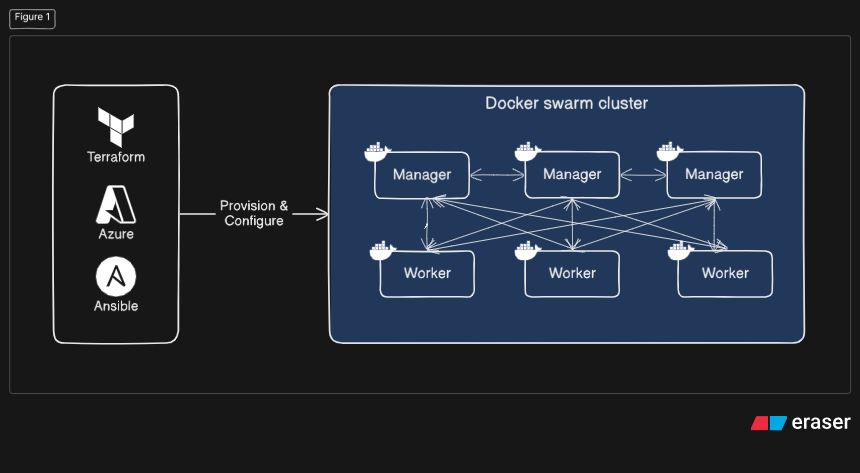 Figure 1
Docker swarm cluster
Terraform
Azure
Ansible
Provision &
Configure
Manager
Manager
Manager
Worker
Worker
Worker
eraser